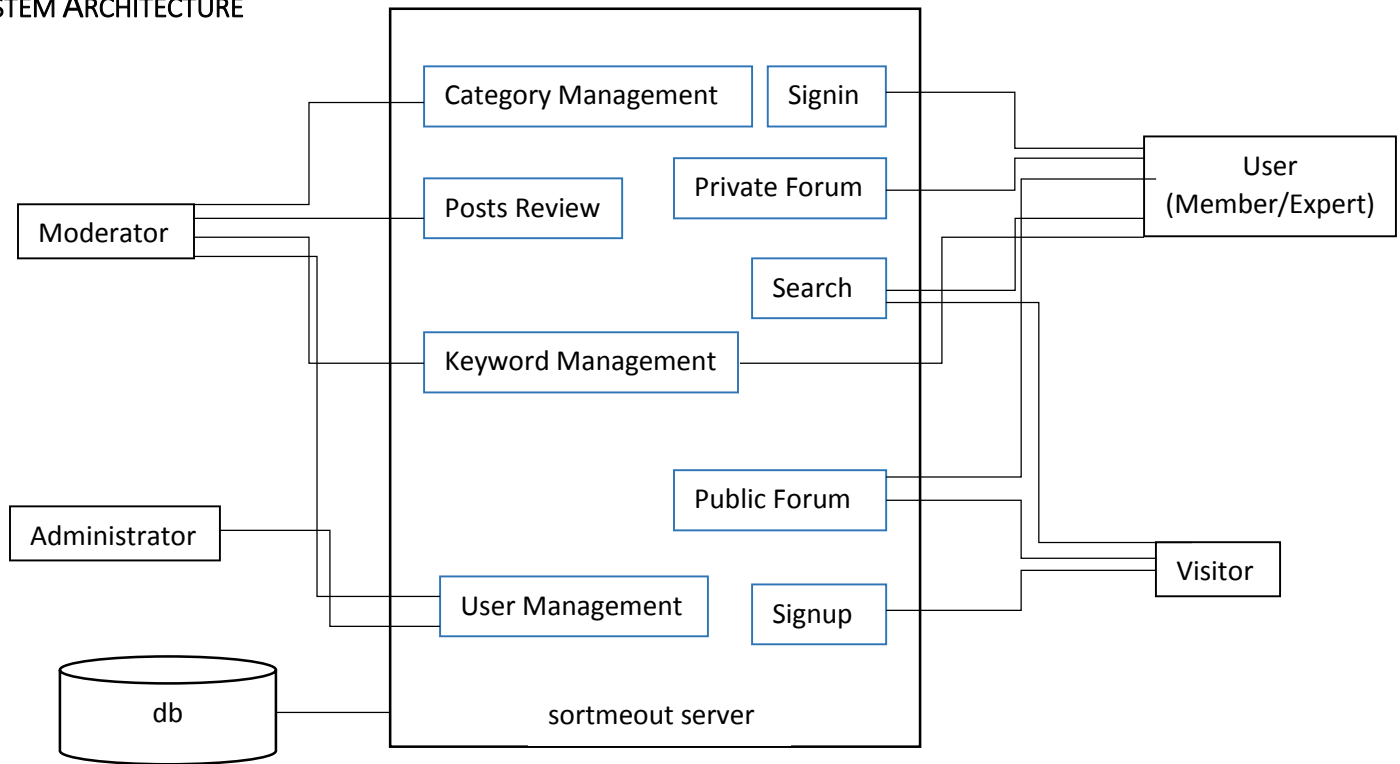 STEM ARCHITECTURE
Category Management
Signin
Private Forum
User
(Member/Expert)
Posts Review
Moderator
Search
Keyword Management
Public Forum
Administrator
Visitor
User Management
Signup
db
sortmeout server